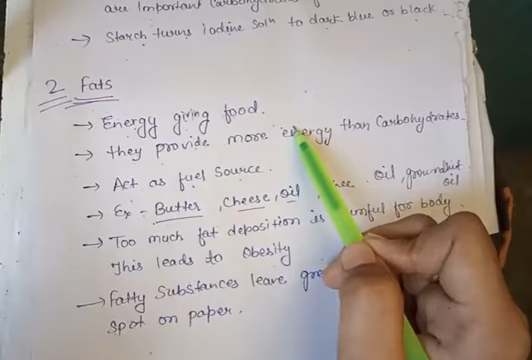 are Important Carbohydrates
→ Starch turns iodine solⁿ to dark blue or black.
2 Fats
→ Energy giving food.
→ they provide more energy than Carbohydrates.
→ Act as fuel Source.
→ Ex - Butter, Cheese, oil, oil, groundnut
oil
→ Too much fat deposition is for body.
This leads to Obesity
→ Fatty Substances leave
spot on paper.